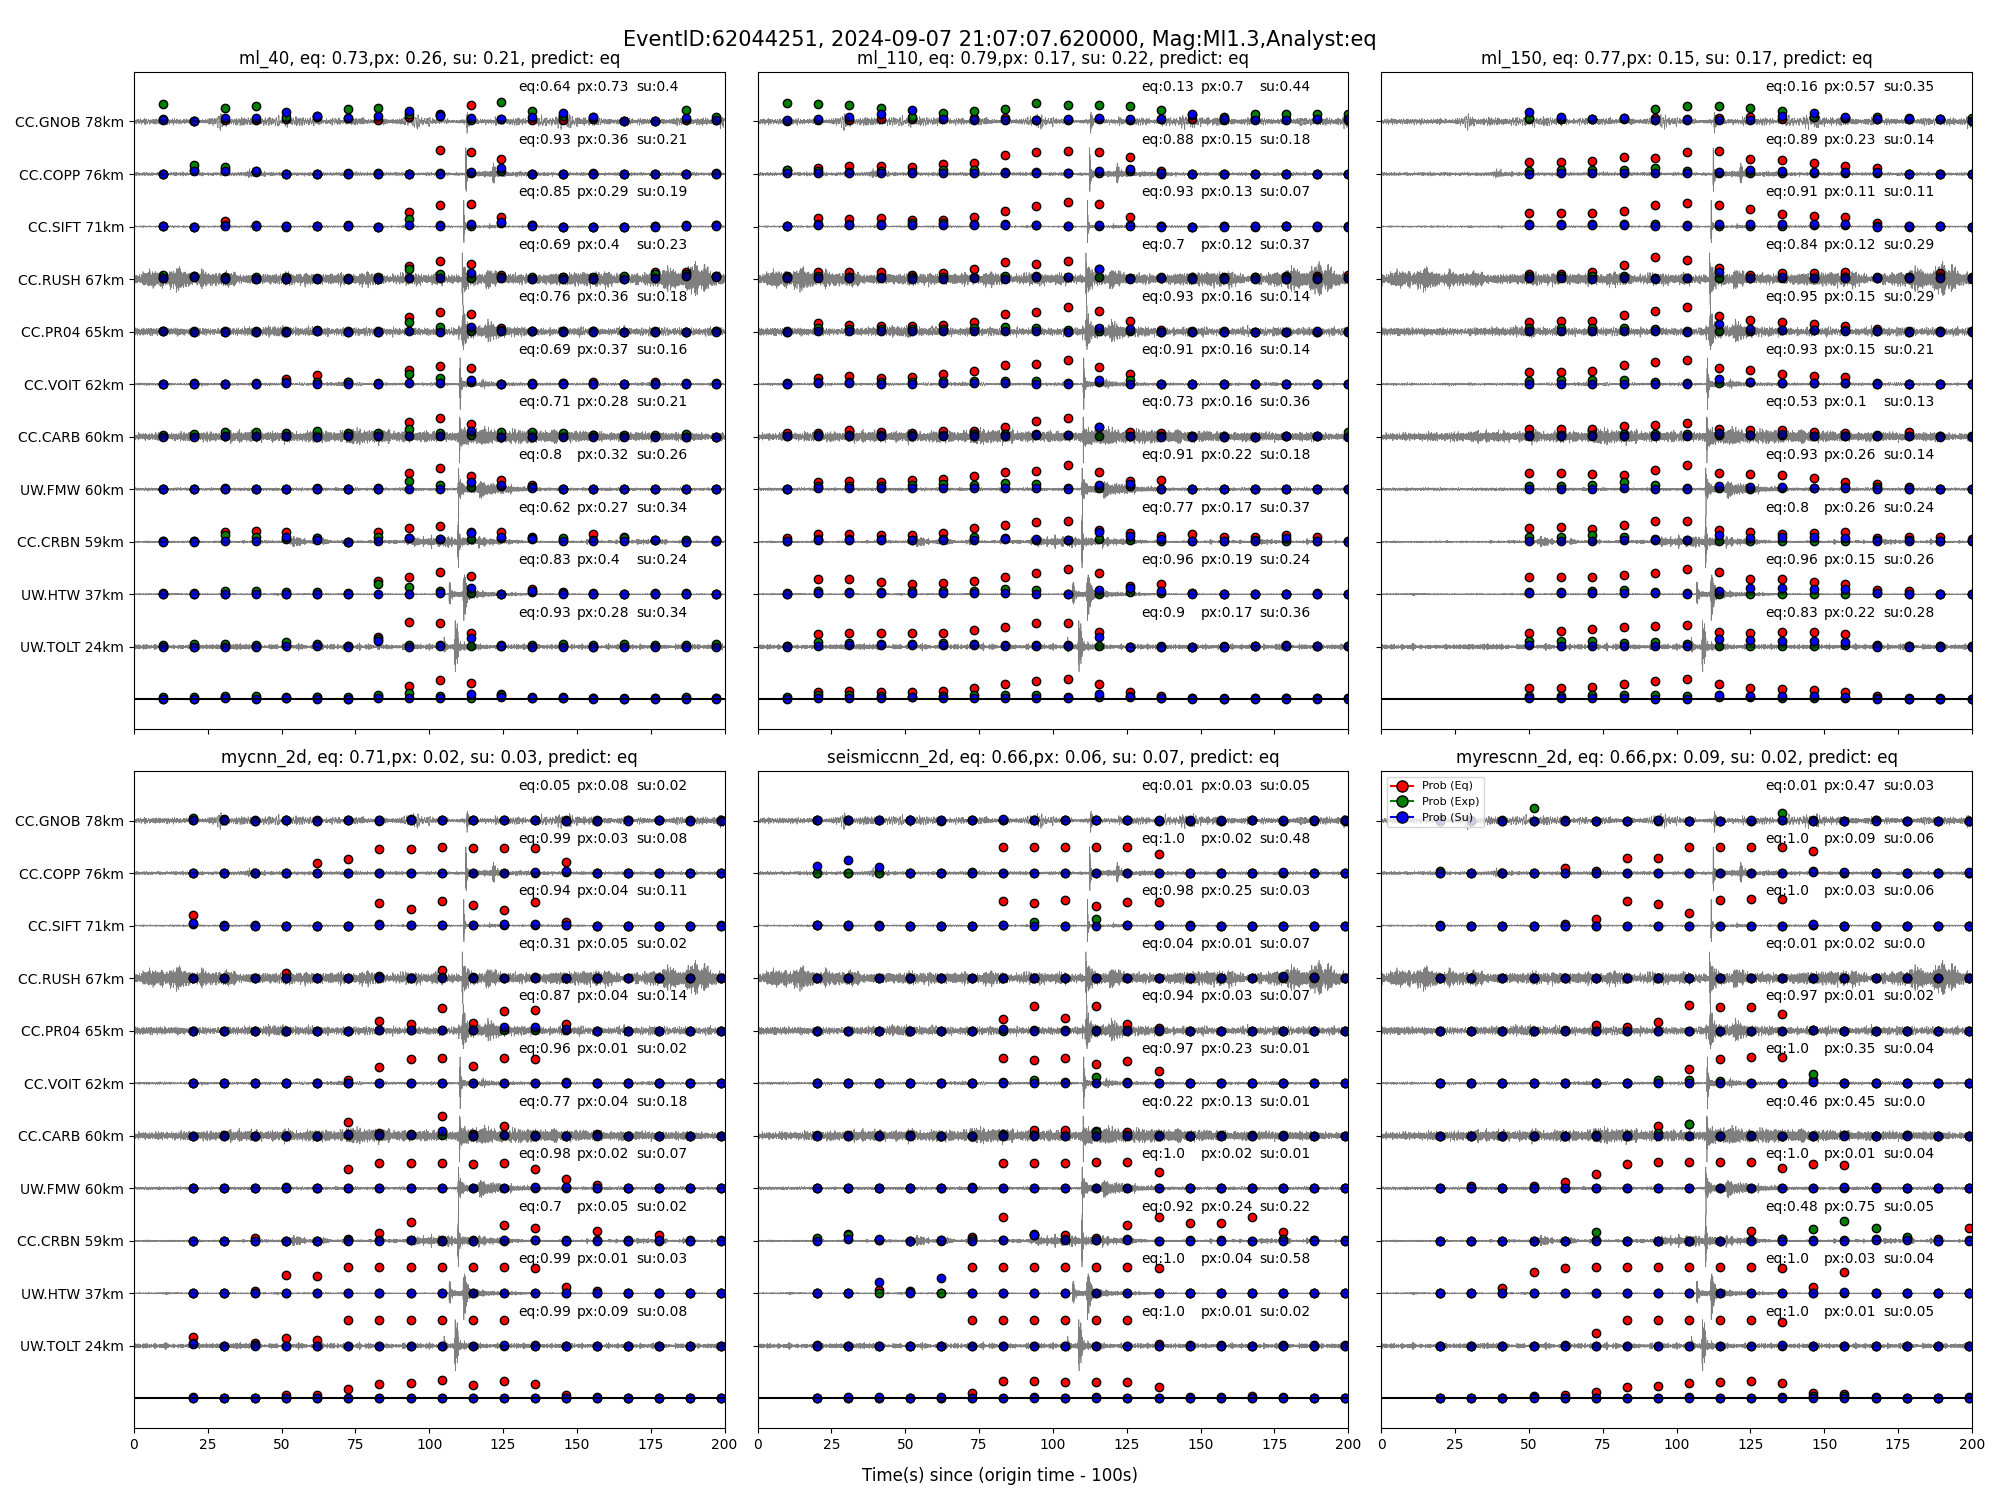 EventID:62044251, 2024-09-07 21:07:07.620000, Mag:Ml1.3,Analyst:eq
ml_40, eq: 0.73,px: 0.26, su: 0.21, predict: eq
eq:0.64 px:0.73 su:0.4
CC.GNOB 78km
eq:0.93 px:0.36 su:0.21
CC.COPP 76km
eq:0.85 px:0.29 su:0.19
CC.SIFT 71km
eq:0.69 px:0.4 su:0.23
CC.RUSH 67km
eq:0.76 px:0.36 su:0.18
CC.PR04 65km
eq:0.69 px:0.37 su:0.16
CC.VOIT 62km
eq:0.71 px:0.28 su:0.21
CC.CARB 60km
eq:0.8 px:0.32 su:0.26
UW.FMW 60km
eq:0.62 px:0.27 su:0.34
CC.CRBN 59km
eq:0.83 px:0.4 su:0.24
UW.HTW 37km
eq:0.93 px:0.28 su:0.34
UW.TOLT 24km
ml_110, eq: 0.79,px: 0.17, su: 0.22, predict: eq
eq:0.13 px:0.7 su:0.44
eq:0.88 px:0.15 su:0.18
eq:0.93 px:0.13 su:0.07
eq:0.7 px:0.12 su:0.37
eq:0.93 px:0.16 su:0.14
eq:0.91 px:0.16 su:0.14
eq:0.73 px:0.16 su:0.36
eq:0.91 px:0.22 su:0.18
eq:0.77 px:0.17 su:0.37
eq:0.96 px:0.19 su:0.24
eq:0.9 px:0.17 su:0.36
ml_150, eq: 0.77,px: 0.15, su: 0.17, predict: eq
eq:0.16 px:0.57 su:0.35
eq:0.89 px:0.23 su:0.14
eq:0.91 px:0.11 su:0.11
eq:0.84 px:0.12 su:0.29
eq:0.95 px:0.15 su:0.29
eq:0.93 px:0.15 su:0.21
eq:0.53 px:0.1 su:0.13
eq:0.93 px:0.26 su:0.14
eq:0.8 px:0.26 su:0.24
eq:0.96 px:0.15 su:0.26
eq:0.83 px:0.22 su:0.28
mycnn_2d, eq: 0.71,px: 0.02, su: 0.03, predict: eq
eq:0.05 px:0.08 su:0.02
CC.GNOB 78km
eq:0.99 px:0.03 su:0.08
CC.COPP 76km
eq:0.94 px:0.04 su:0.11
CC.SIFT 71km
eq:0.31 px:0.05 su:0.02
CC.RUSH 67km
eq:0.87 px:0.04 su:0.14
CC.PR04 65km
eq:0.96 px:0.01 su:0.02
CC.VOIT 62km
eq:0.77 px:0.04 su:0.18
CC.CARB 60km
eq:0.98 px:0.02 su:0.07
UW.FMW 60km
eq:0.7 px:0.05 su:0.02
CC.CRBN 59km
eq:0.99 px:0.01 su:0.03
UW.HTW 37km
eq:0.99 px:0.09 su:0.08
UW.TOLT 24km
0 25 50 75 100 125 150 175 200
seismiccnn_2d, eq: 0.66,px: 0.06, su: 0.07, predict: eq
eq:0.01 px:0.03 su:0.05
eq:1.0 px:0.02 su:0.48
eq:0.98 px:0.25 su:0.03
eq:0.04 px:0.01 su:0.07
eq:0.94 px:0.03 su:0.07
eq:0.97 px:0.23 su:0.01
eq:0.22 px:0.13 su:0.01
eq:1.0 px:0.02 su:0.01
eq:0.92 px:0.24 su:0.22
eq:1.0 px:0.04 su:0.58
eq:1.0 px:0.01 su:0.02
0 25 50 75 100 125 150 175 200
myrescnn_2d, eq: 0.66,px: 0.09, su: 0.02, predict: eq
Prob (Eq)
Prob (Exp)
Prob (Su)
eq:0.01 px:0.47 su:0.03
eq:1.0 px:0.09 su:0.06
eq:1.0 px:0.03 su:0.06
eq:0.01 px:0.02 su:0.0
eq:0.97 px:0.01 su:0.02
eq:1.0 px:0.35 su:0.04
eq:0.46 px:0.45 su:0.0
eq:1.0 px:0.01 su:0.04
eq:0.48 px:0.75 su:0.05
eq:1.0 px:0.03 su:0.04
eq:1.0 px:0.01 su:0.05
0 25 50 75 100 125 150 175 200
Time(s) since (origin time - 100s)